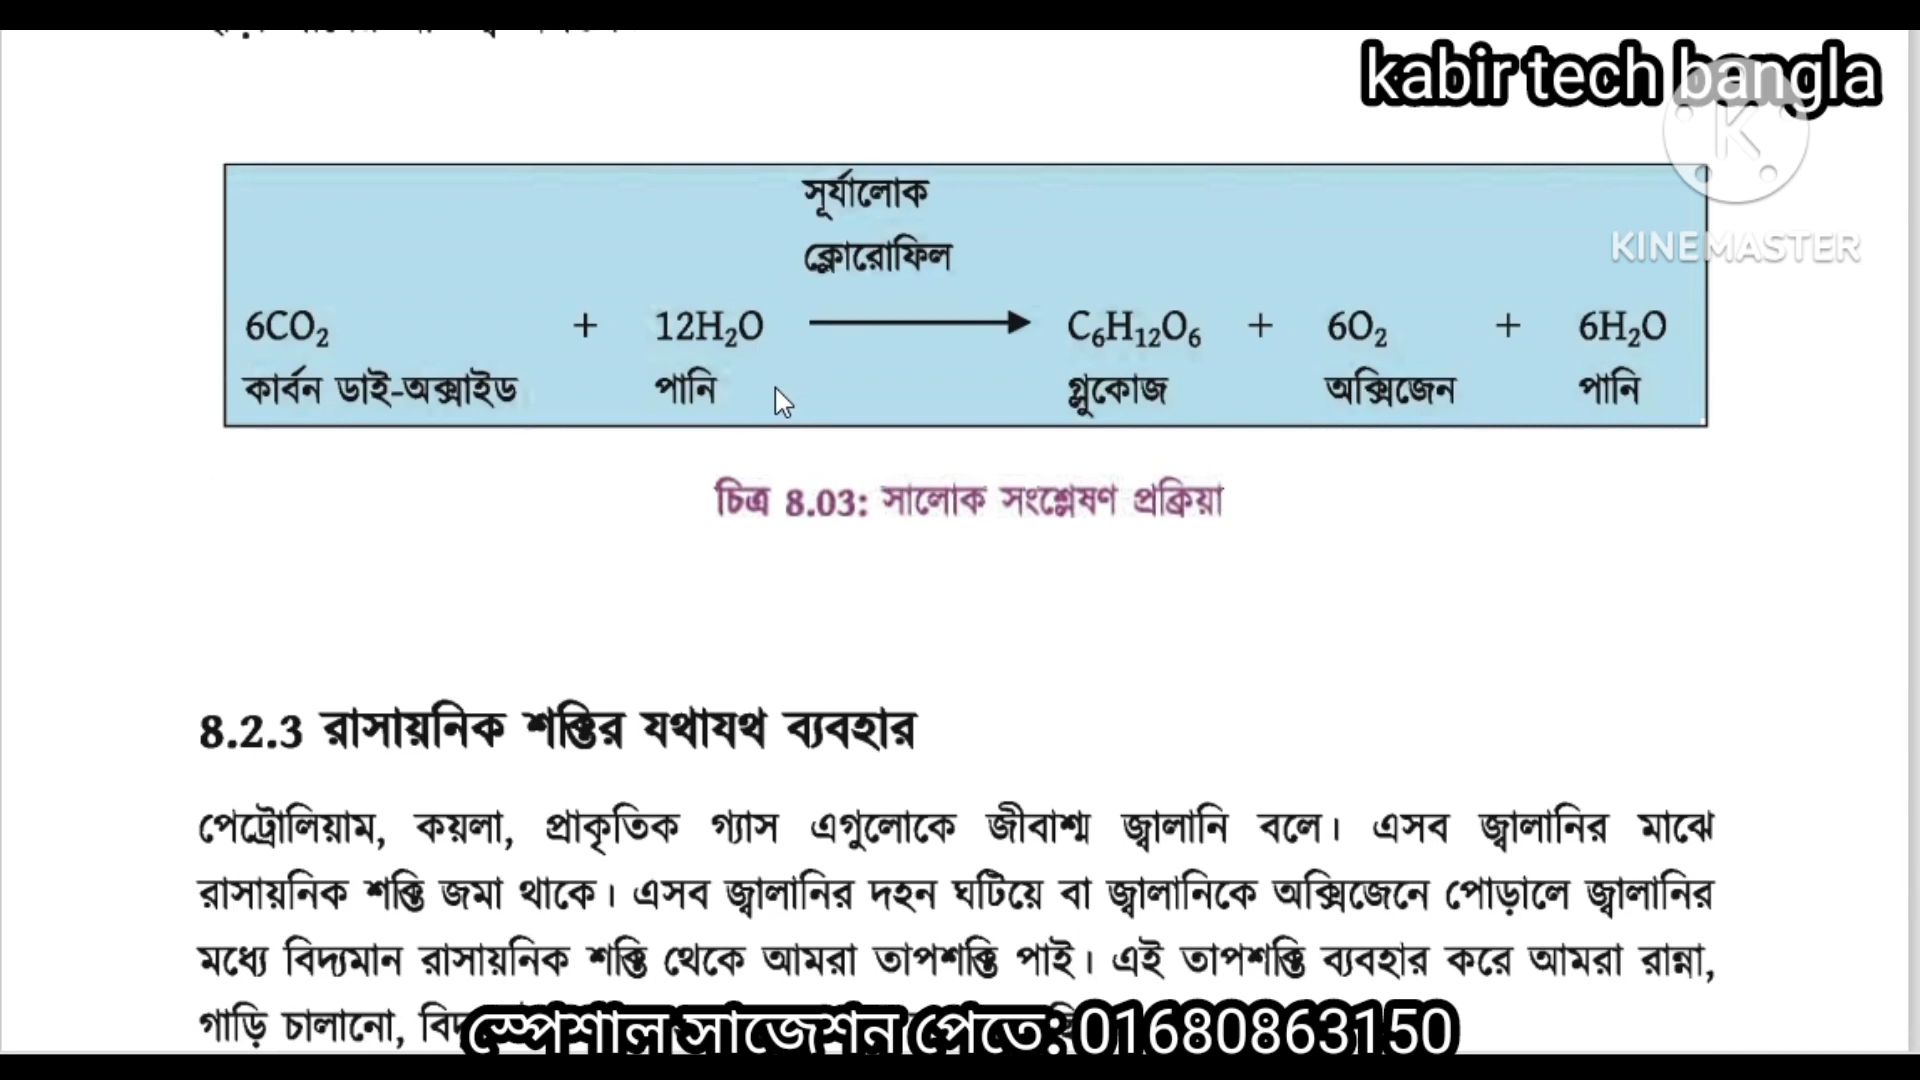 kabir tech bangla
K
KINEMASTER
সূর্যালোক
ক্লোরোফিল
6CO₂ + 12H₂O ⟶ C₆H₁₂O₆ + 6O₂ + 6H₂O
কার্বন ডাই-অক্সাইড পানি গ্লুকোজ অক্সিজেন পানি
চিত্র 8.03: সালোক সংশ্লেষণ প্রক্রিয়া
8.2.3 রাসায়নিক শক্তির যথাযথ ব্যবহার
পেট্রোলিয়াম, কয়লা, প্রাকৃতিক গ্যাস এগুলোকে জীবাশ্ম জ্বালানি বলে। এসব জ্বালানির মাঝে
রাসায়নিক শক্তি জমা থাকে। এসব জ্বালানির দহন ঘটিয়ে বা জ্বালানিকে অক্সিজেনে পোড়ালে জ্বালানির
মধ্যে বিদ্যমান রাসায়নিক শক্তি থেকে আমরা তাপশক্তি পাই। এই তাপশক্তি ব্যবহার করে আমরা রান্না,
গাড়ি চালানো,
স্পেশাল সাজেশন পেতে: 01680863150